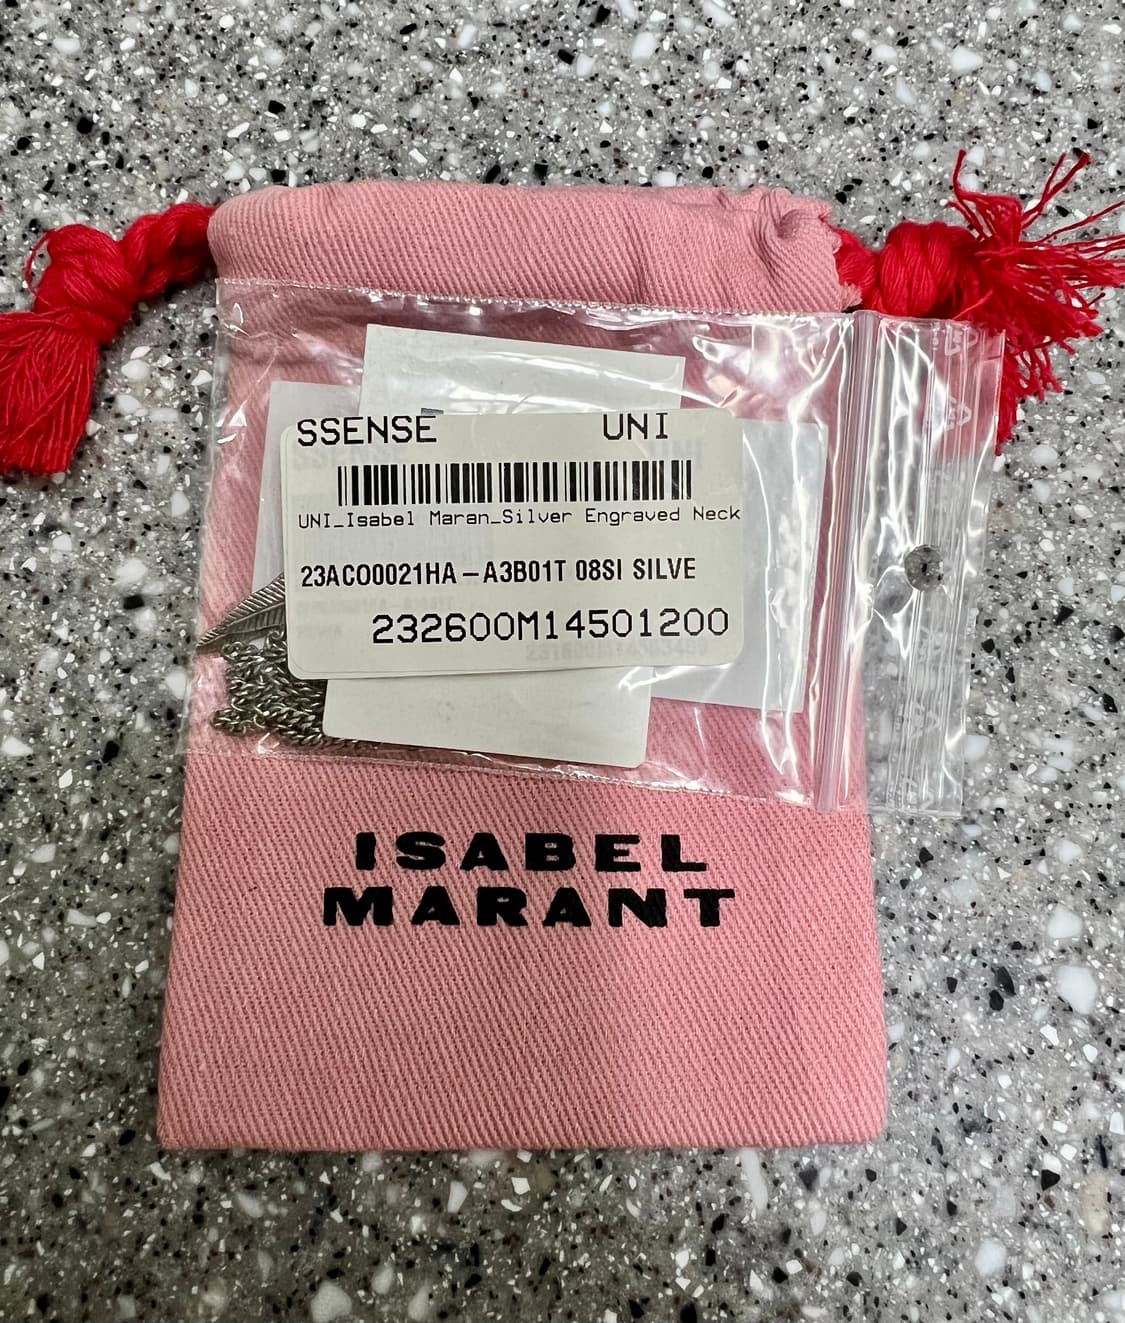 SSENSE UNI
UNI_Isabel Maran_Silver Engraved Neck
23ACO0021HA-A3B01T 08SI SILVE
232600M14501200
ISABEL
MARANT